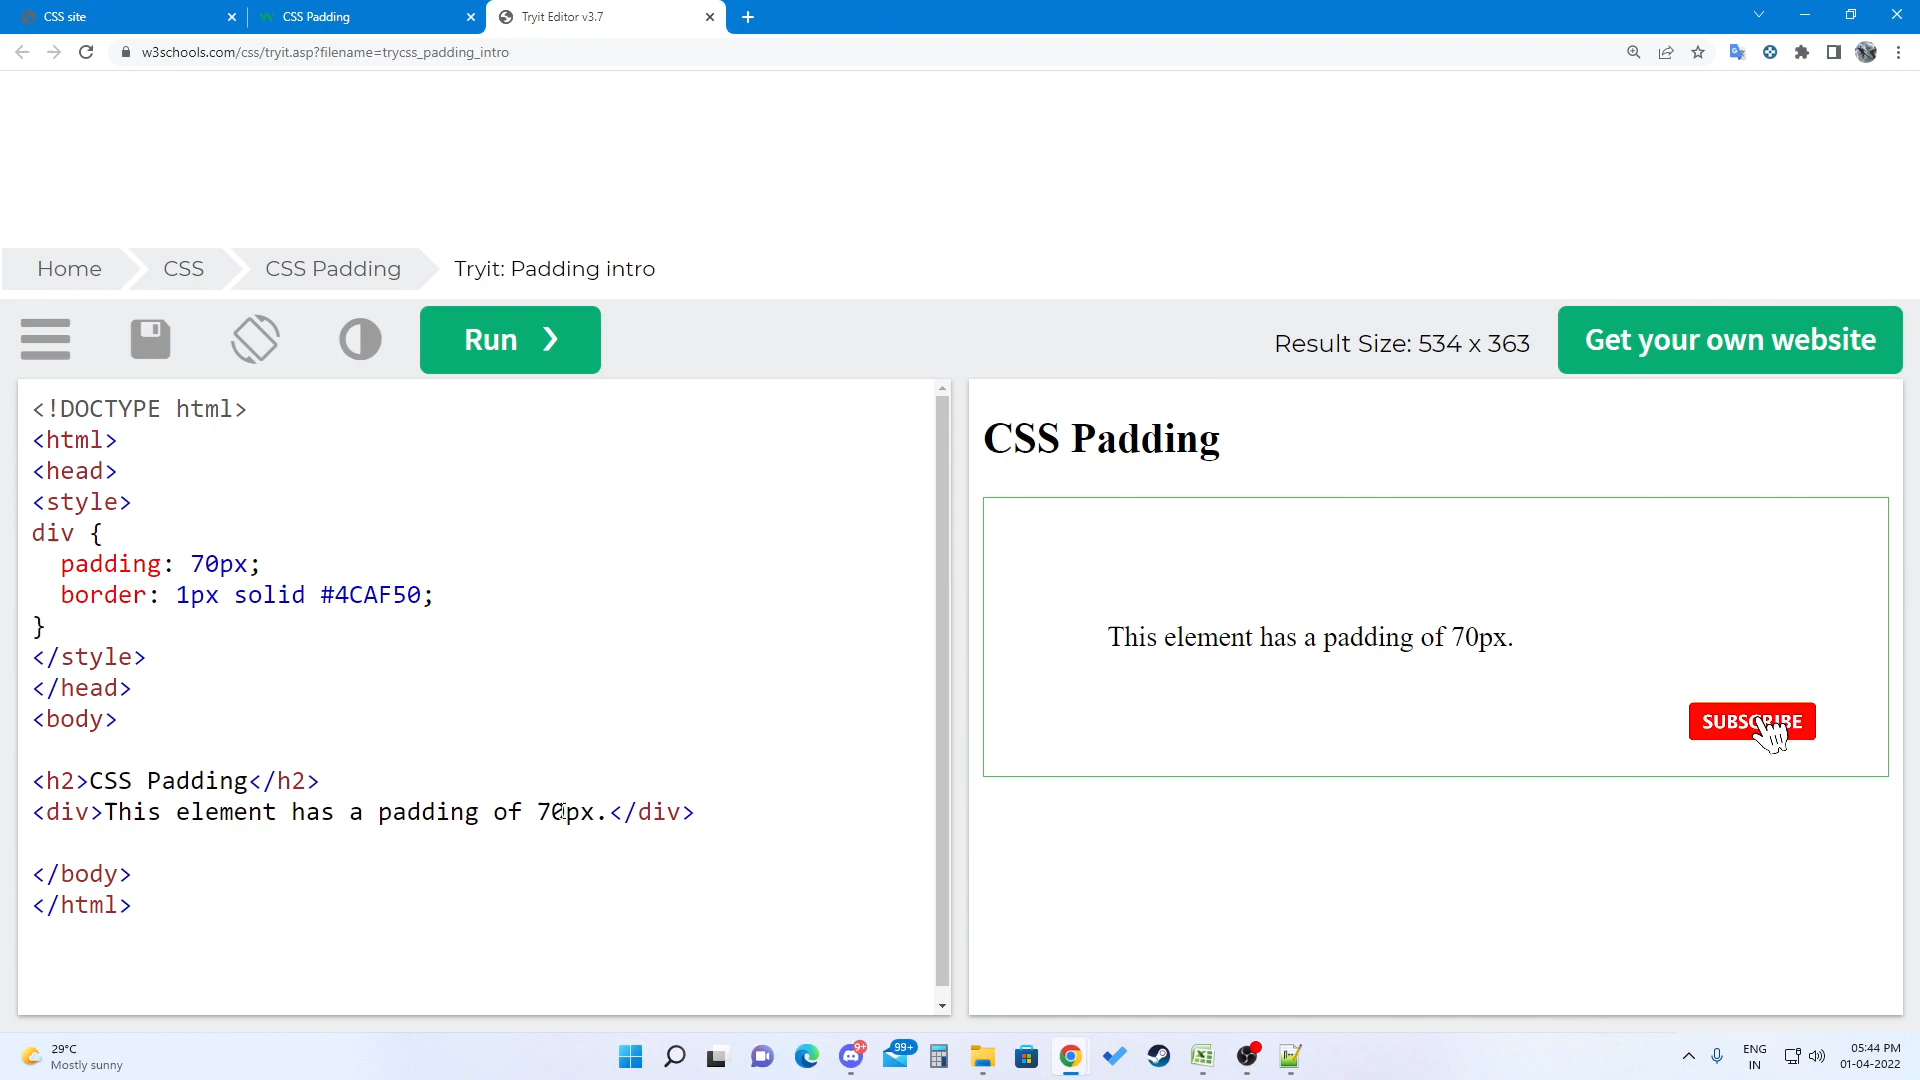 CSS site
CSS Padding
Tryit Editor v3.7
w3schools.com/css/tryit.asp?filename=trycss_padding_intro
Home
CSS
CSS Padding
Tryit: Padding intro
Run ❯
Result Size: 534 x 363
Get your own website
<!DOCTYPE html>
<html>
<head>
<style>
div {
  padding: 70px;
  border: 1px solid #4CAF50;
}
</style>
</head>
<body>
<h2>CSS Padding</h2>
<div>This element has a padding of 70px.</div>
</body>
</html>
CSS Padding
This element has a padding of 70px.
SUBSCRIBE
29°C
Mostly sunny
9+
99+
ENG
IN
05:44 PM
01-04-2022